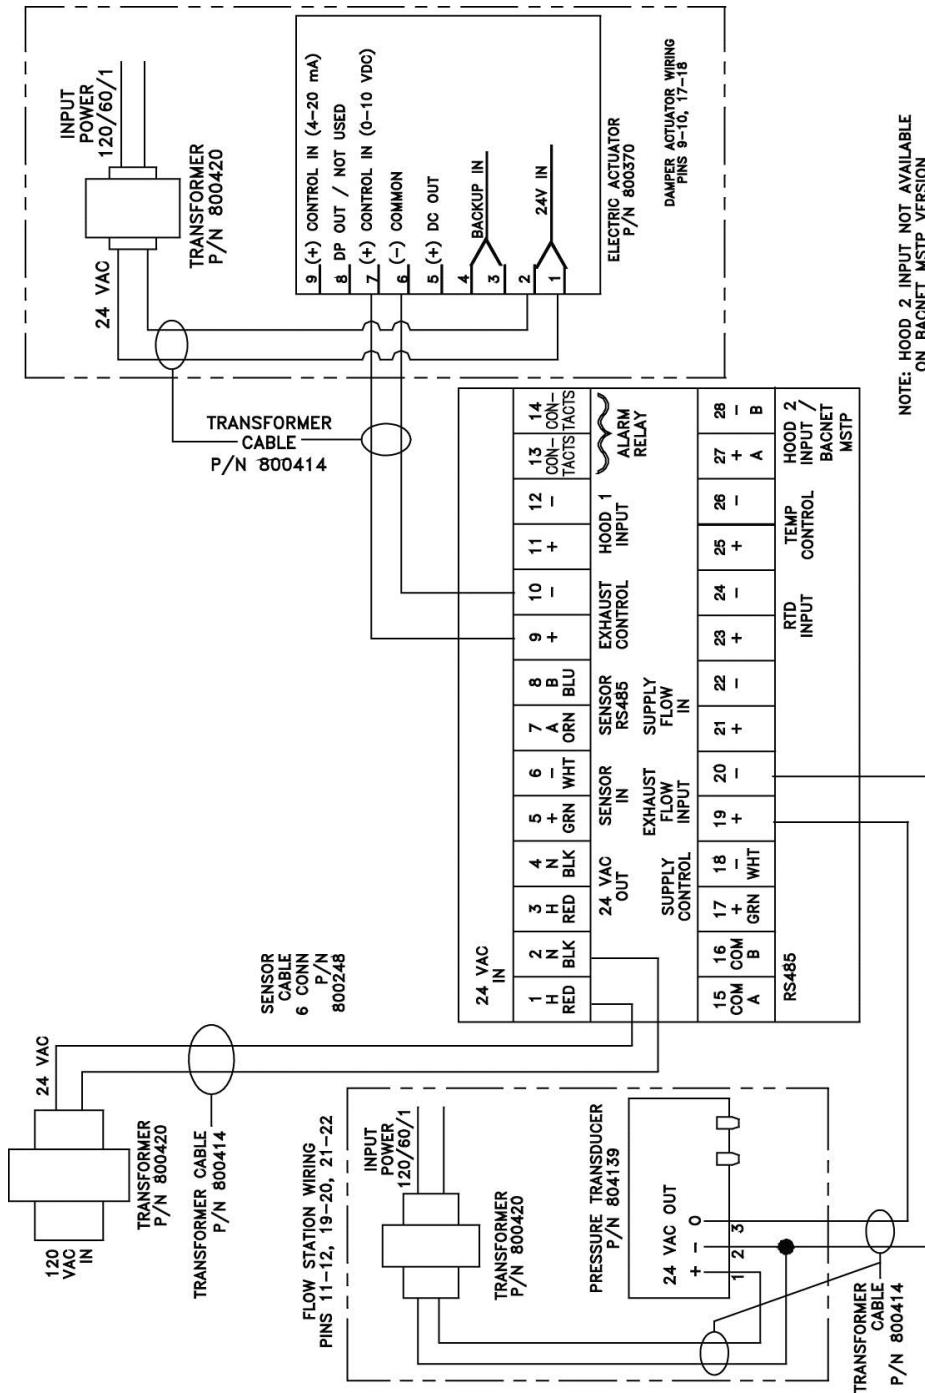 120
VAC
IN
TRANSFORMER
P/N 800420
24 VAC
TRANSFORMER CABLE
P/N 800414
SENSOR
CABLE
6 CONN
P/N
800248
FLOW STATION WIRING
PINS 11-12, 19-20, 21-22
INPUT
POWER
120/60/1
TRANSFORMER
P/N 800420
PRESSURE TRANSDUCER
P/N 804139
24 VAC OUT
+ - O
1 2 3
TRANSFORMER
CABLE
P/N 800414
24 VAC
IN
1 2 3 4 5 6 7 8 9 10 11 12 13 14
H N H N + - A B + - + - CON-TACTS CON-TACTS
RED BLK RED BLK GRN WHT ORN BLU
24 VAC
OUT
SENSOR
IN
SENSOR
RS485
EXHAUST
CONTROL
HOOD 1
INPUT
ALARM
RELAY
SUPPLY
CONTROL
EXHAUST
FLOW
INPUT
SUPPLY
FLOW
IN
15 16 17 18 19 20 21 22 23 24 25 26 27 28
COM COM + - + - + - + - + - + -
A B GRN WHT A B
RS485
RTD
INPUT
TEMP
CONTROL
HOOD 2
INPUT /
BACNET
MSTP
TRANSFORMER
CABLE
P/N 800414
INPUT
POWER
120/60/1
TRANSFORMER
P/N 800420
24 VAC
9 (+) CONTROL IN (4-20 mA)
8 DP OUT / NOT USED
7 (+) CONTROL IN (0-10 VDC)
6 (-) COMMON
5 (+) DC OUT
4
BACKUP IN
3
2
24V IN
1
ELECTRIC ACTUATOR
P/N 800370
DAMPER ACTUATOR WIRING
PINS 9-10, 17-18
NOTE: HOOD 2 INPUT NOT AVAILABLE
ON BACNET MSTP VERSION